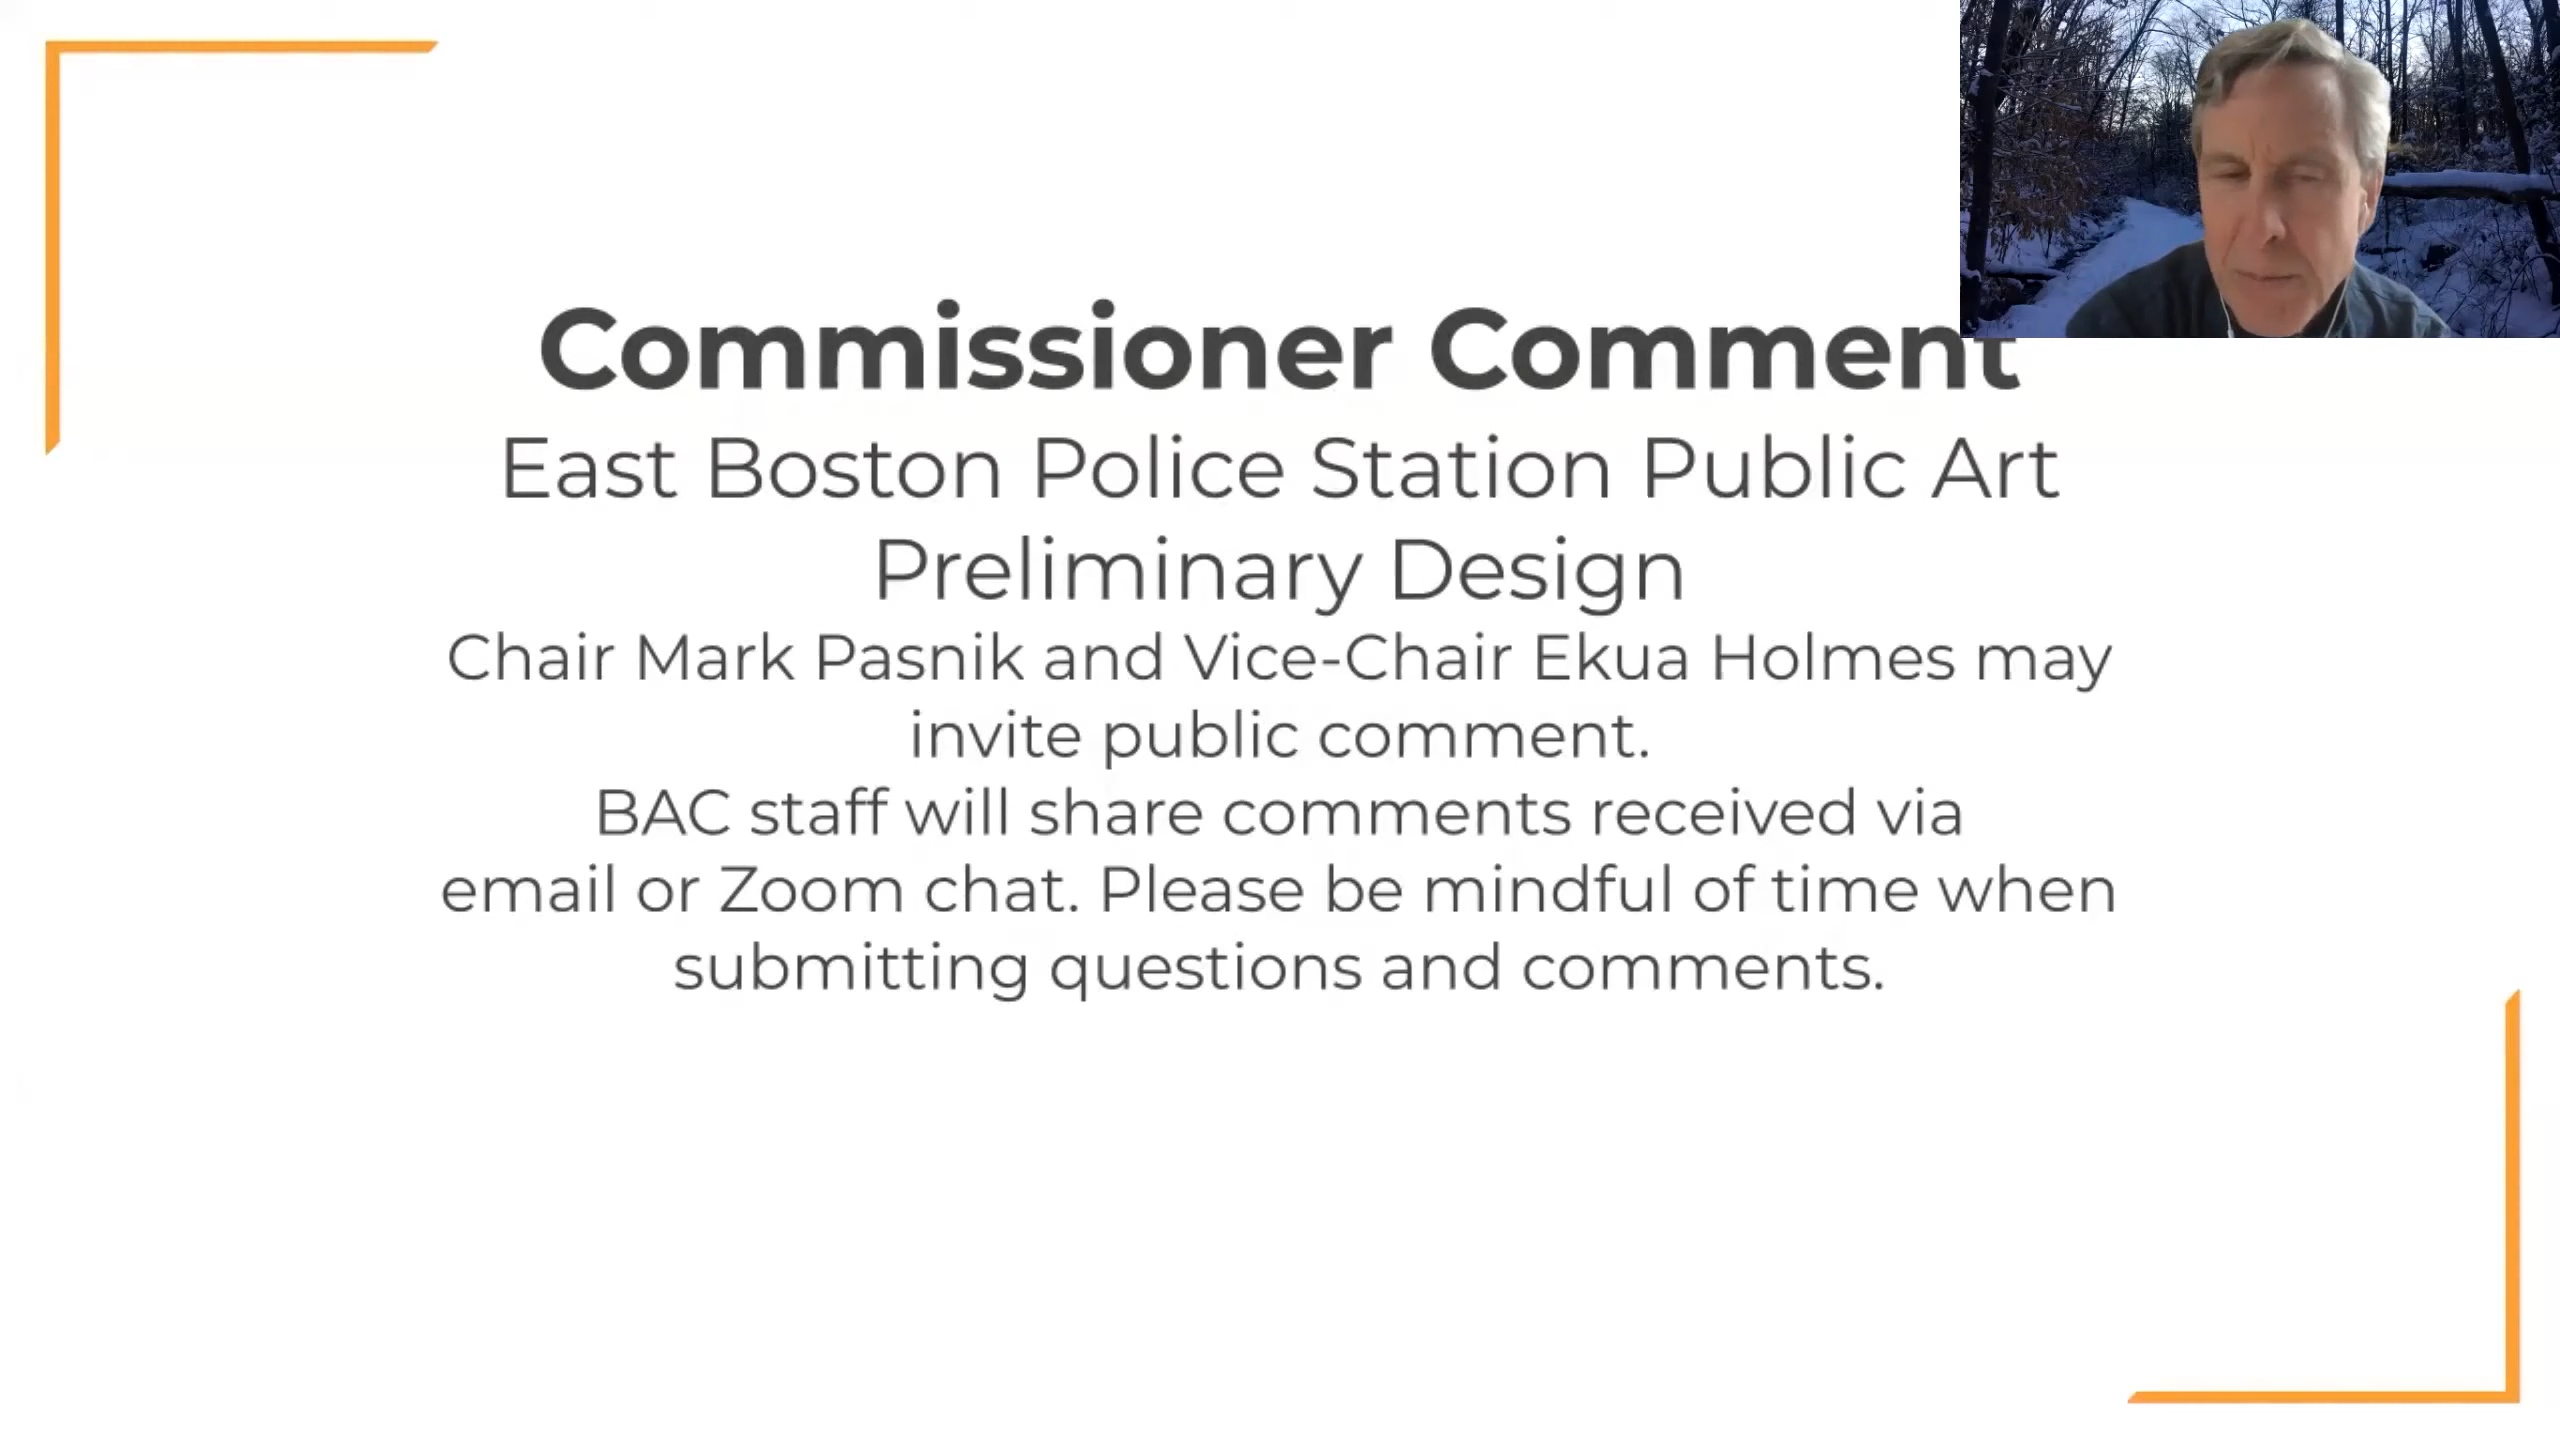 Commissioner Comment
East Boston Police Station Public Art
Preliminary Design
Chair Mark Pasnik and Vice-Chair Ekua Holmes may
invite public comment.
BAC staff will share comments received via
email or Zoom chat. Please be mindful of time when
submitting questions and comments.